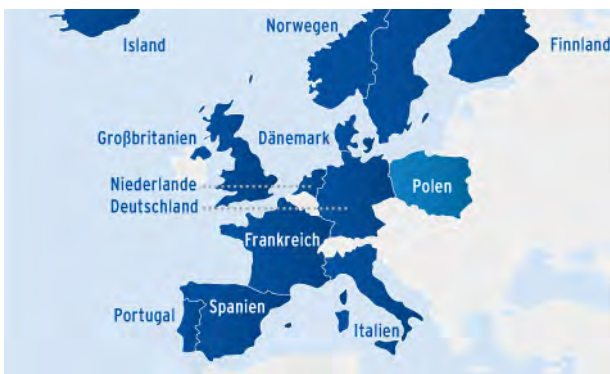 Norwegen
Island
Finnland
Großbritanien
Dänemark
Niederlande
Polen
Deutschland
Frankreich
Spanien
Portugal
Italien